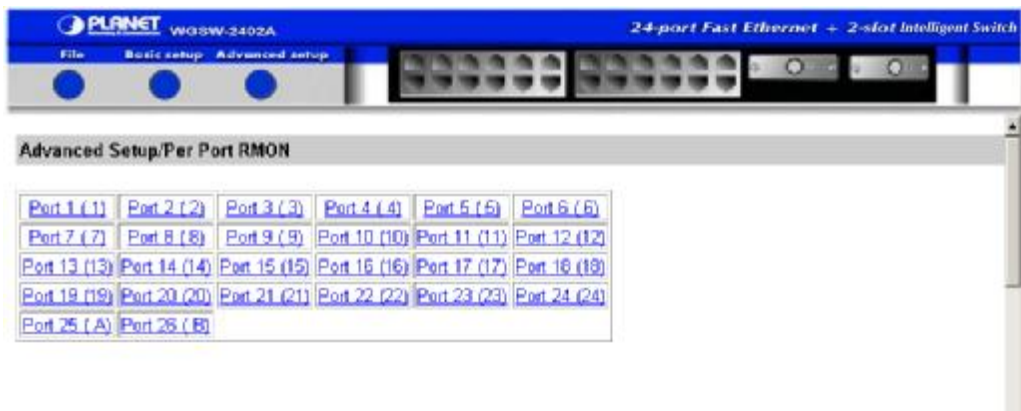 PLANET WGSW-2402A 24-port Fast Ethernet + 2-slot Intelligent Switch
File Basic setup Advanced setup
Advanced Setup/Per Port RMON
Port 1 ( 1) Port 2 ( 2) Port 3 ( 3) Port 4 ( 4) Port 5 ( 5) Port 6 ( 6)
Port 7 ( 7) Port 8 ( 8) Port 9 ( 9) Port 10 (10) Port 11 (11) Port 12 (12)
Port 13 (13) Port 14 (14) Port 15 (15) Port 16 (16) Port 17 (17) Port 18 (18)
Port 19 (19) Port 20 (20) Port 21 (21) Port 22 (22) Port 23 (23) Port 24 (24)
Port 25 ( A) Port 26 ( B)